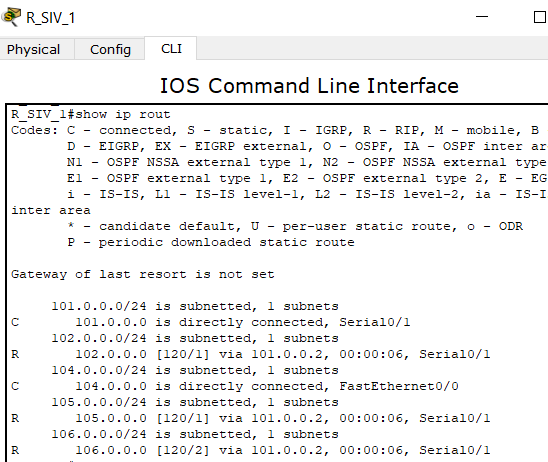 R_SIV_1
Physical Config CLI
IOS Command Line Interface
R_SIV_1#show ip rout
Codes: C - connected, S - static, I - IGRP, R - RIP, M - mobile, B
D - EIGRP, EX - EIGRP external, O - OSPF, IA - OSPF inter ar
N1 - OSPF NSSA external type 1, N2 - OSPF NSSA external type
E1 - OSPF external type 1, E2 - OSPF external type 2, E - EG
i - IS-IS, L1 - IS-IS level-1, L2 - IS-IS level-2, ia - IS-I
inter area
* - candidate default, U - per-user static route, o - ODR
P - periodic downloaded static route
Gateway of last resort is not set
101.0.0.0/24 is subnetted, 1 subnets
C 101.0.0.0 is directly connected, Serial0/1
102.0.0.0/24 is subnetted, 1 subnets
R 102.0.0.0 [120/1] via 101.0.0.2, 00:00:06, Serial0/1
104.0.0.0/24 is subnetted, 1 subnets
C 104.0.0.0 is directly connected, FastEthernet0/0
105.0.0.0/24 is subnetted, 1 subnets
R 105.0.0.0 [120/1] via 101.0.0.2, 00:00:06, Serial0/1
106.0.0.0/24 is subnetted, 1 subnets
R 106.0.0.0 [120/2] via 101.0.0.2, 00:00:06, Serial0/1